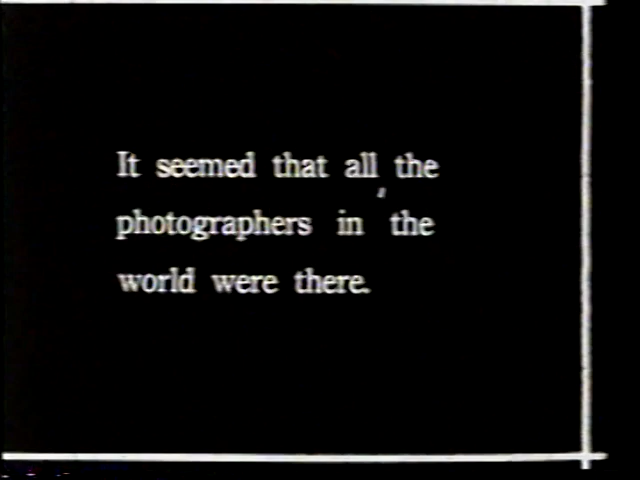 It seemed that all the
photographers in the
world were there.